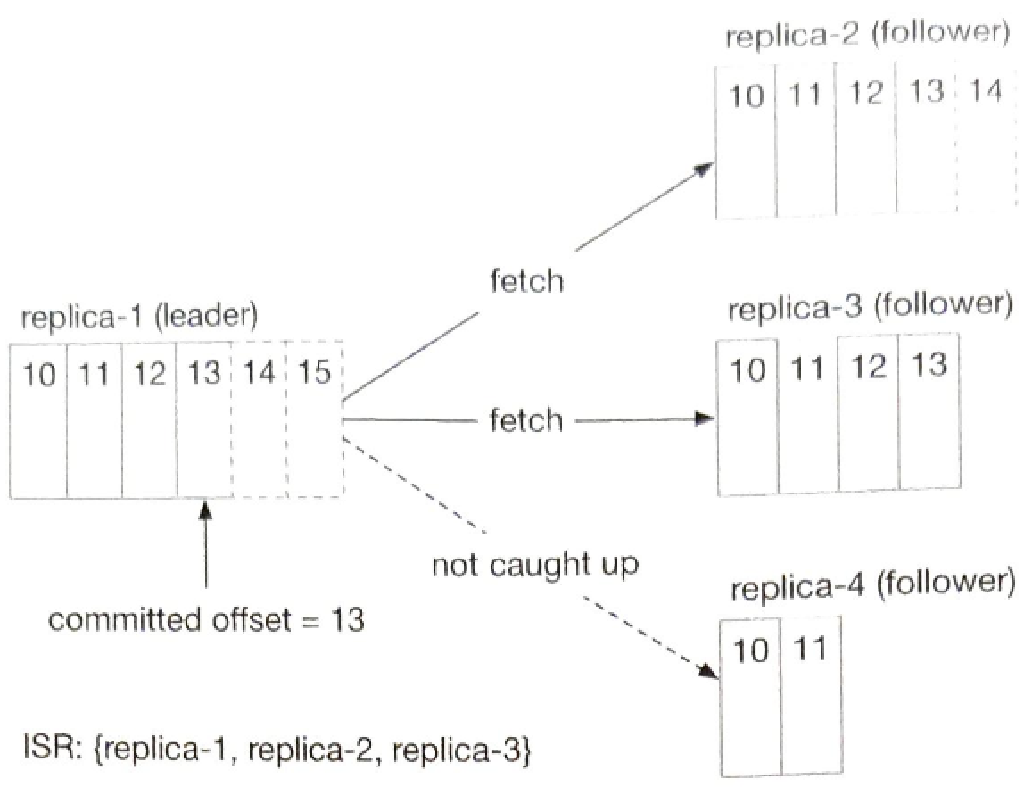 replica-2 (follower)
10 11 12 13 14
fetch
replica-1 (leader)
10 11 12 13 14 15
replica-3 (follower)
10 11 12 13
fetch
not caught up
committed offset = 13
replica-4 (follower)
10 11
ISR: {replica-1, replica-2, replica-3}